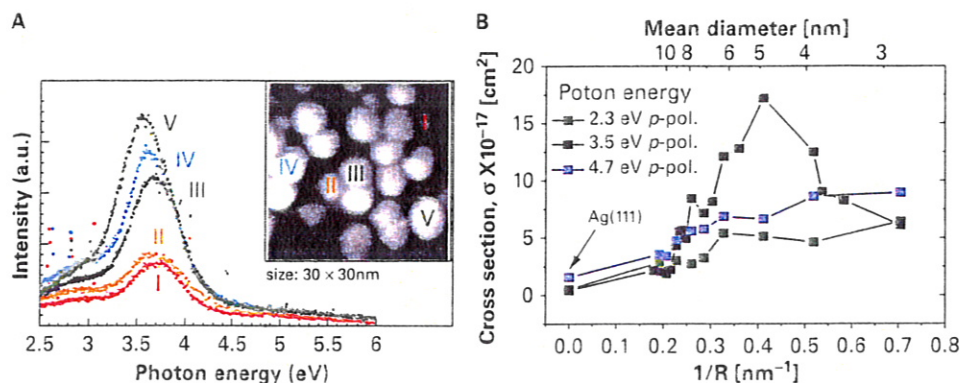 A
Intensity (a.u.)
V
IV
III
II
I
I
IV
II
III
V
size: 30 × 30nm
2.5 3 3.5 4 4.5 5 5.5 6
Photon energy (eV)
B
Mean diameter [nm]
10 8 6 5 4 3
Cross section, σ X10⁻¹⁷ [cm²]
20
15
10
5
0
Poton energy
2.3 eV p-pol.
3.5 eV p-pol.
4.7 eV p-pol.
Ag(111)
0.0 0.1 0.2 0.3 0.4 0.5 0.6 0.7 0.8
1/R [nm⁻¹]